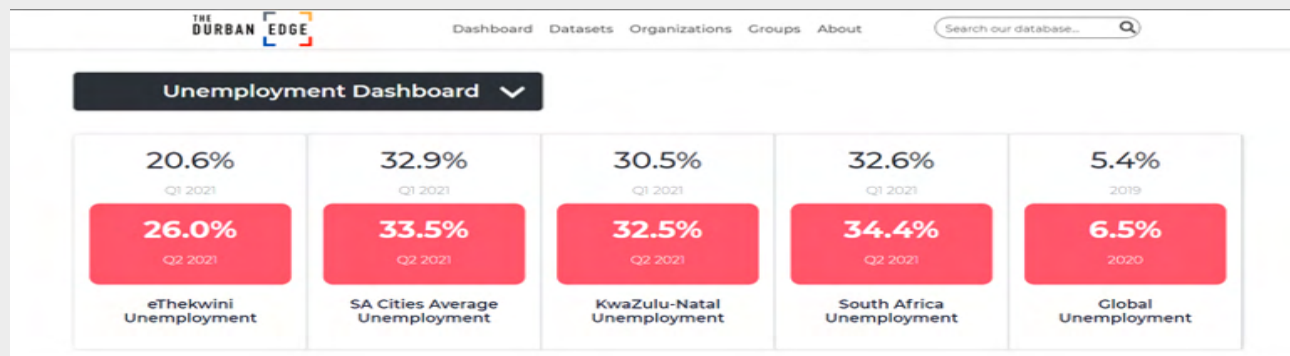 THE
DURBAN EDGE
Dashboard Datasets Organizations Groups About
Search our database...
Unemployment Dashboard
20.6%
Q1 2021
26.0%
Q2 2021
eThekwini
Unemployment
32.9%
Q1 2021
33.5%
Q2 2021
SA Cities Average
Unemployment
30.5%
Q1 2021
32.5%
Q2 2021
KwaZulu-Natal
Unemployment
32.6%
Q1 2021
34.4%
Q2 2021
South Africa
Unemployment
5.4%
2019
6.5%
2020
Global
Unemployment